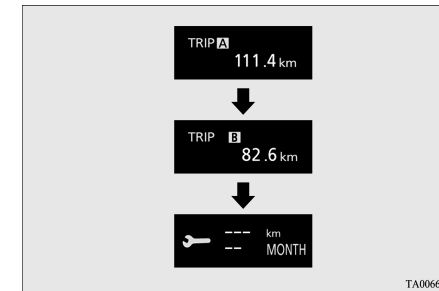 TRIP A
111.4 km
TRIP B
82.6 km
--- km
-- MONTH
TA0066